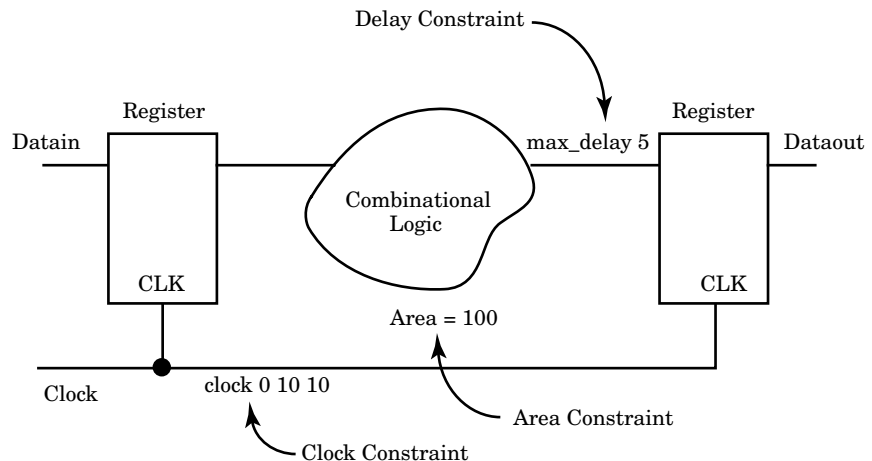 Delay Constraint
Register
Register
Datain
max_delay 5
Dataout
Combinational
Logic
CLK
CLK
Area = 100
Clock
clock 0 10 10
Area Constraint
Clock Constraint